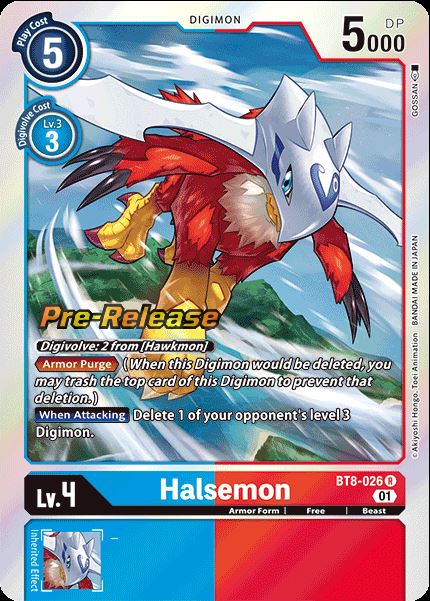 Play Cost
5
DIGIMON
DP
5000
Digivolve Cost
Lv.3
3
GOSSAN
Pre-Release
Digivolve: 2 from [Hawkmon]
Armor Purge (When this Digimon would be deleted, you
may trash the top card of this Digimon to prevent that
deletion.)
When Attacking Delete 1 of your opponent's level 3
Digimon.
©Akiyoshi Hongo, Toei Animation BANDAI MADE IN JAPAN
Lv.4
Halsemon
BT8-026 R
01
Armor Form | Free | Beast
Inherited Effect
-